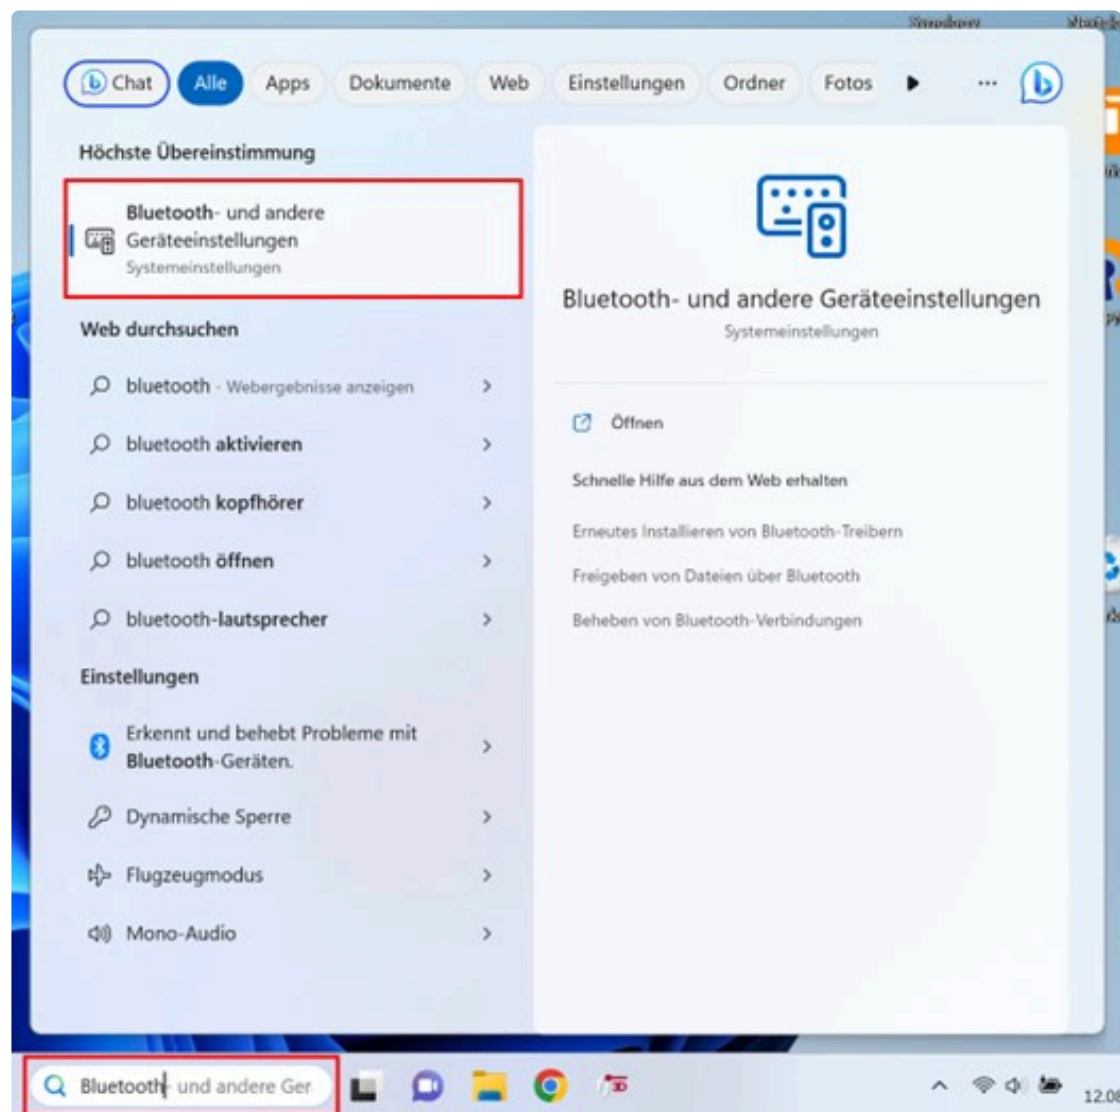 Chat Alle Apps Dokumente Web Einstellungen Ordner Fotos ...
Höchste Übereinstimmung
Bluetooth- und andere
Geräteeinstellungen
Systemeinstellungen
Web durchsuchen
bluetooth - Webergebnisse anzeigen
bluetooth aktivieren
bluetooth kopfhörer
bluetooth öffnen
bluetooth-lautsprecher
Einstellungen
Erkennt und behebt Probleme mit
Bluetooth-Geräten.
Dynamische Sperre
Flugzeugmodus
Mono-Audio
Bluetooth- und andere Geräteeinstellungen
Systemeinstellungen
Öffnen
Schnelle Hilfe aus dem Web erhalten
Erneutes Installieren von Bluetooth-Treibern
Freigeben von Dateien über Bluetooth
Beheben von Bluetooth-Verbindungen
Bluetooth- und andere Ger
12.08